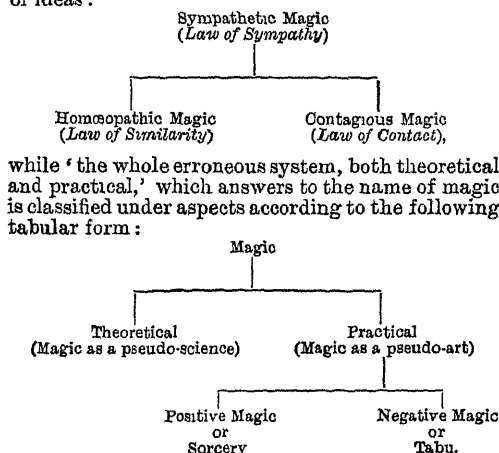 of ideas:
Sympathetic Magic
(Law of Sympathy)
Homœopathic Magic Contagious Magic
(Law of Similarity) (Law of Contact),
while ‘ the whole erroneous system, both theoretical
and practical,’ which answers to the name of magic
is classified under aspects according to the following
tabular form :
Magic
Theoretical Practical
(Magic as a pseudo-science) (Magic as a pseudo-art)
Positive Magic Negative Magic
or or
Sorcery Tabu.